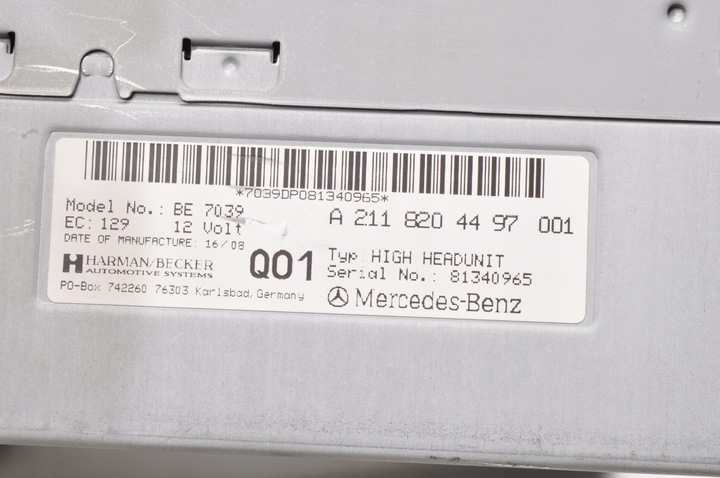 *7039DP081340965*
Model No.: BE 7039
EC: 129 12 Volt
DATE OF MANUFACTURE: 16/08
HARMAN/BECKER
AUTOMOTIVE SYSTEMS
Q01
PO-Box 742260 76303 Karlsbad, Germany
A 211 820 44 97 001
Typ HIGH HEADUNIT
Serial No.: 81340965
Mercedes-Benz